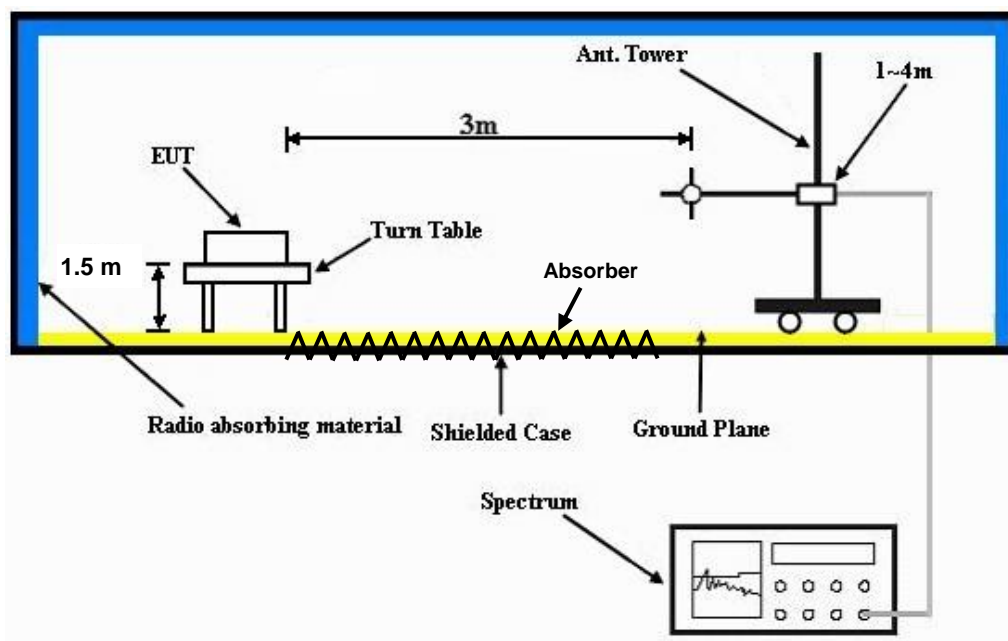 Ant. Tower
1~4m
3m
EUT
Turn Table
1.5 m
Absorber
Radio absorbing material
Shielded Case
Ground Plane
Spectrum